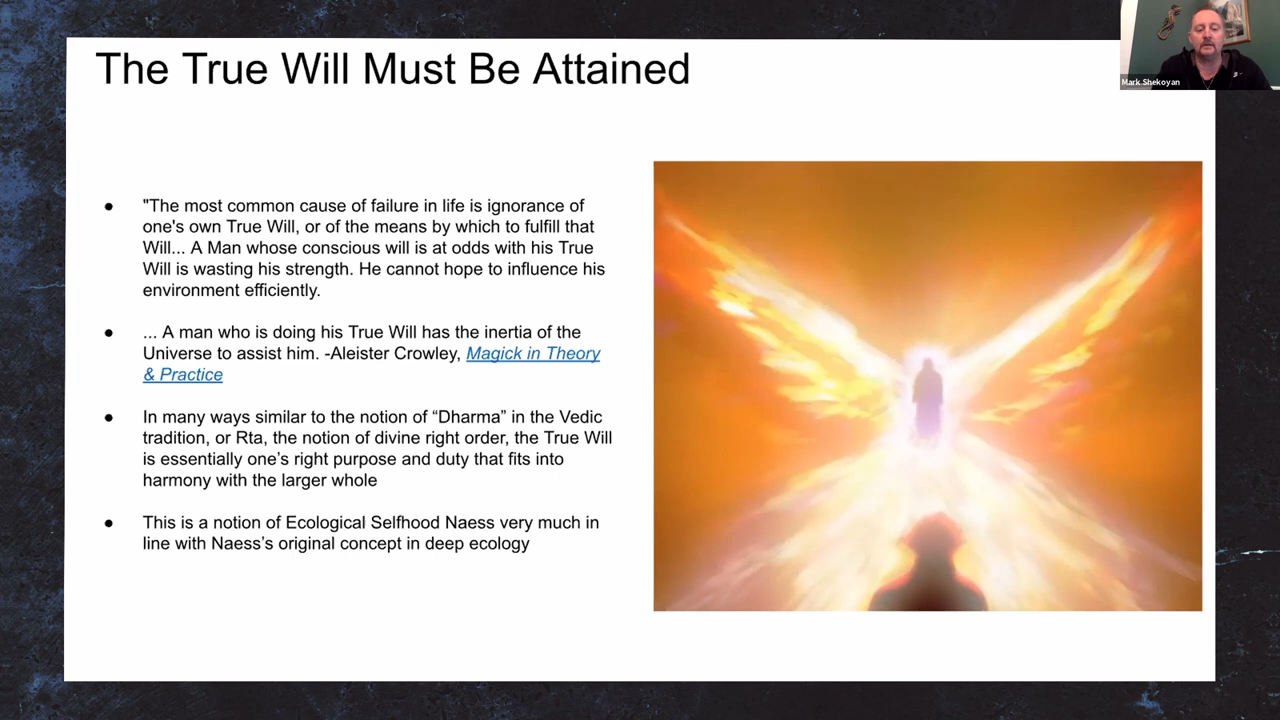 The True Will Must Be Attained
Mark Shekoyan
● "The most common cause of failure in life is ignorance of
one's own True Will, or of the means by which to fulfill that
Will... A Man whose conscious will is at odds with his True
Will is wasting his strength. He cannot hope to influence his
environment efficiently.
● ... A man who is doing his True Will has the inertia of the
Universe to assist him. -Aleister Crowley, Magick in Theory
& Practice
● In many ways similar to the notion of “Dharma” in the Vedic
tradition, or Rta, the notion of divine right order, the True Will
is essentially one’s right purpose and duty that fits into
harmony with the larger whole
● This is a notion of Ecological Selfhood Naess very much in
line with Naess’s original concept in deep ecology